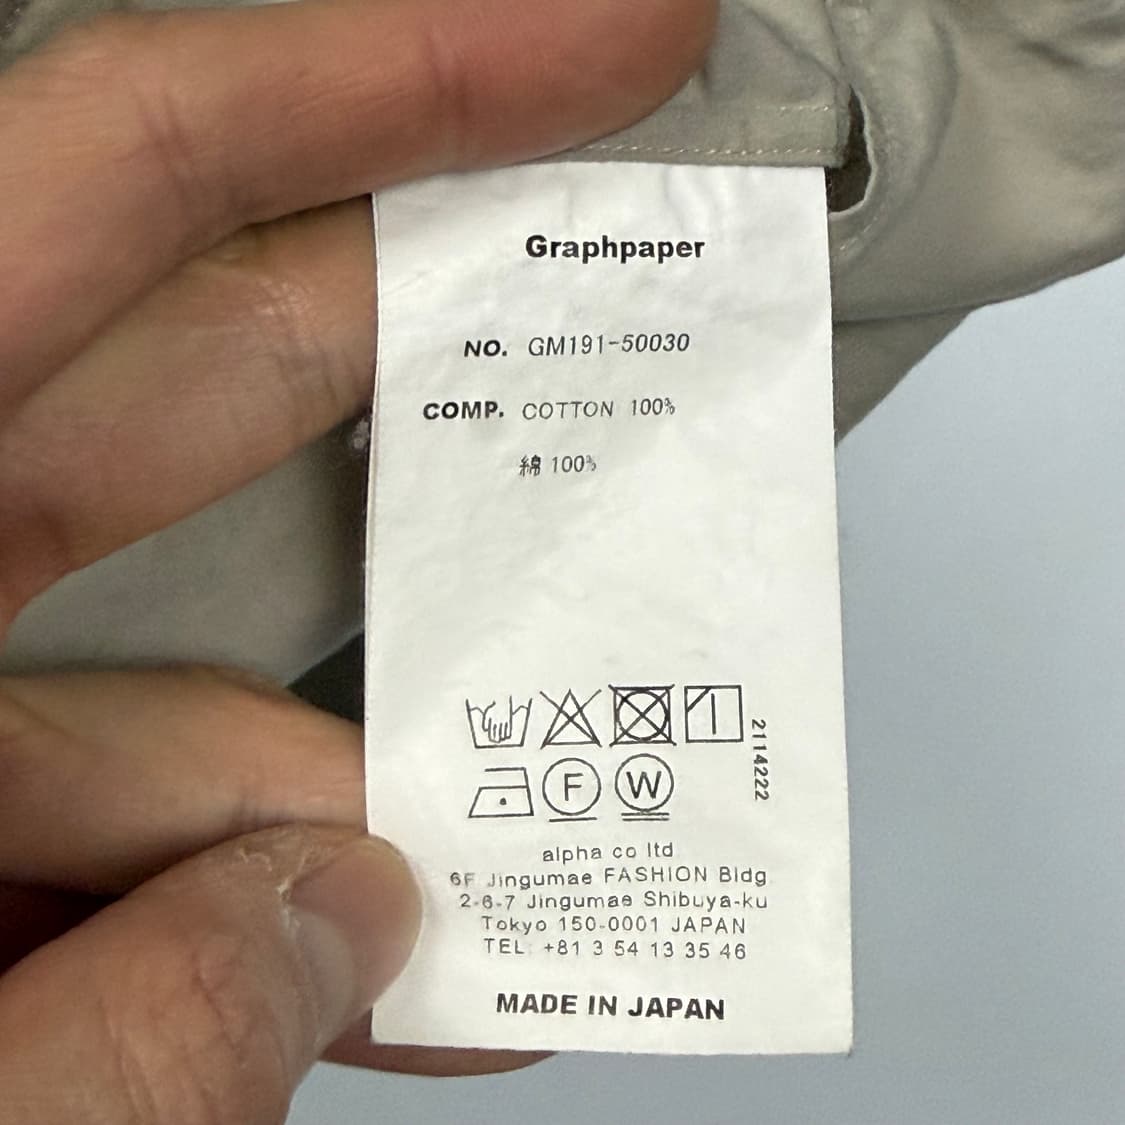 Graphpaper
NO. GM191-50030
COMP. COTTON 100%
綿 100%
2114222
F W
alpha co ltd
6F Jingumae FASHION Bldg
2-6-7 Jingumae Shibuya-ku
Tokyo 150-0001 JAPAN
TEL: +81 3 54 13 35 46
MADE IN JAPAN